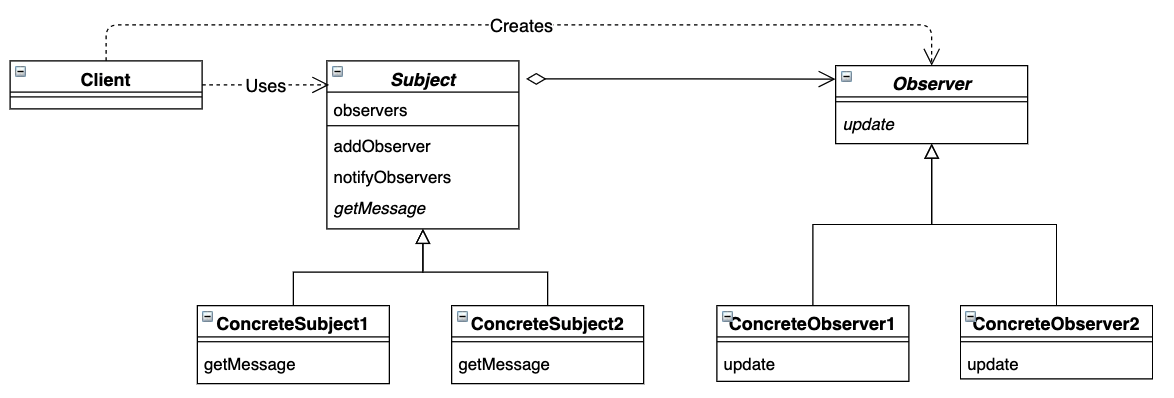 Creates
Client
Uses
Subject
observers
addObserver
notifyObservers
getMessage
Observer
update
ConcreteSubject1
getMessage
ConcreteSubject2
getMessage
ConcreteObserver1
update
ConcreteObserver2
update